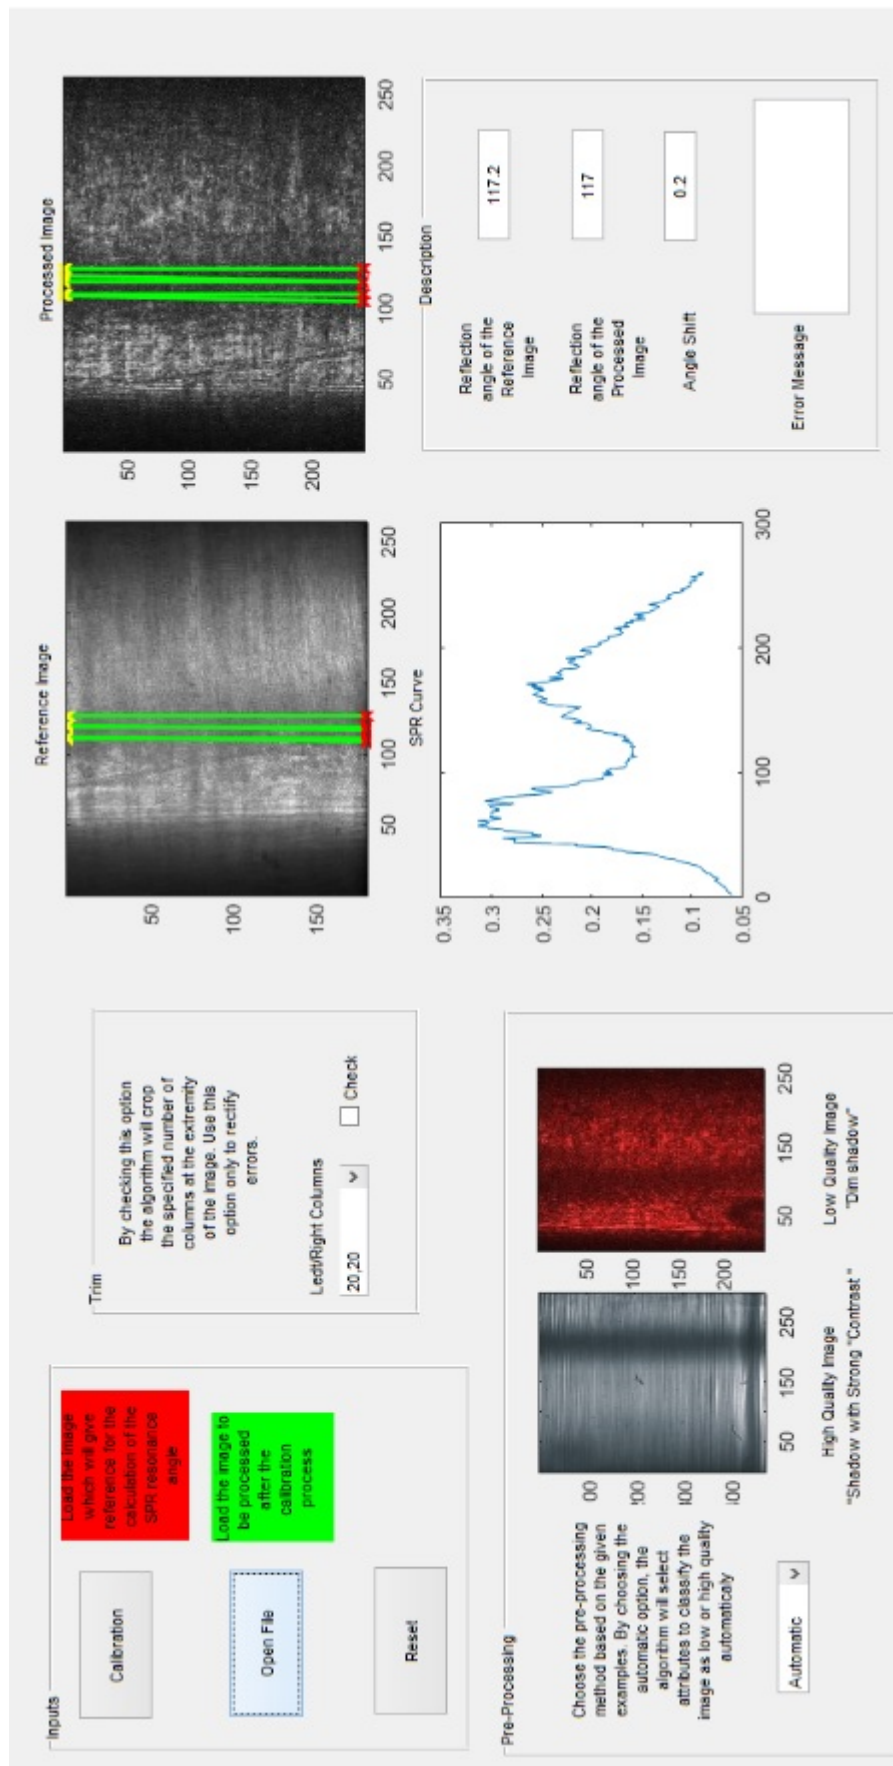 Inputs
Calibration
Load the image
which will give
reference for the
calculation of the
SPR resonance
angle
Open File
Load the image to
be processed
after the
calibration
process
Reset
Trim
By checking this option
the algorithm will crop
the specified number of
columns at the extremity
of the image. Use this
option only to rectify
errors.
Ledt/Right Columns
20,20
Check
Reference Image
50
100
150
50
100
150
200
250
Processed Image
50
100
150
200
50
100
150
200
250
Pre-Processing
Choose the pre-processing
method based on the given
examples. By choosing the
automatic option, the
algorithm will select
attributes to classify the
image as low or high quality
automaticaly
Automatic
00
200
400
600
50
150
250
High Quality Image
"Shadow with Strong "Contrast "
50
100
150
200
50
150
250
Low Quality Image
"Dim shadow"
SPR Curve
0.35
0.3
0.25
0.2
0.15
0.1
0.05
0
100
200
300
Description
Reflection
angle of the
Reference
Image
117.2
Reflection
angle of the
Processed
Image
117
Angle Shift
0.2
Error Message